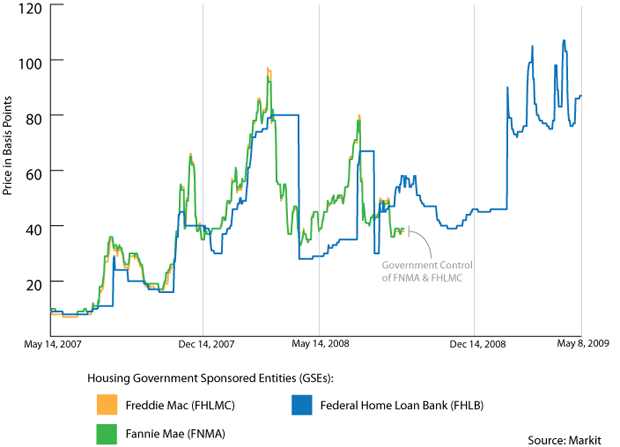 120
100
80
60
40
20
Price in Basis Points
Government Control
of FNMA & FHLMC
May 14, 2007
Dec 14, 2007
May 14, 2008
Dec 14, 2008
May 8, 2009
Housing Government Sponsored Entities (GSEs):
Freddie Mac (FHLMC)
Federal Home Loan Bank (FHLB)
Fannie Mae (FNMA)
Source: Markit